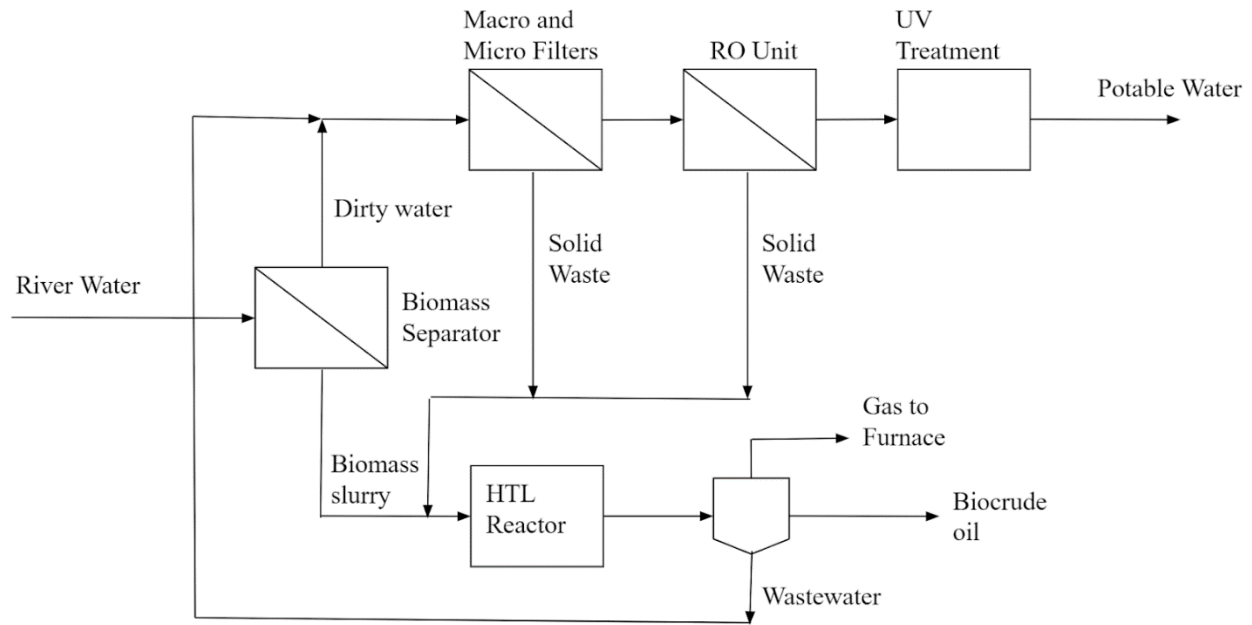 Macro and
Micro Filters
RO Unit
UV
Treatment
Potable Water
Dirty water
Solid
Waste
Solid
Waste
River Water
Biomass
Separator
Gas to
Furnace
Biomass
slurry
HTL
Reactor
Biocrude
oil
Wastewater